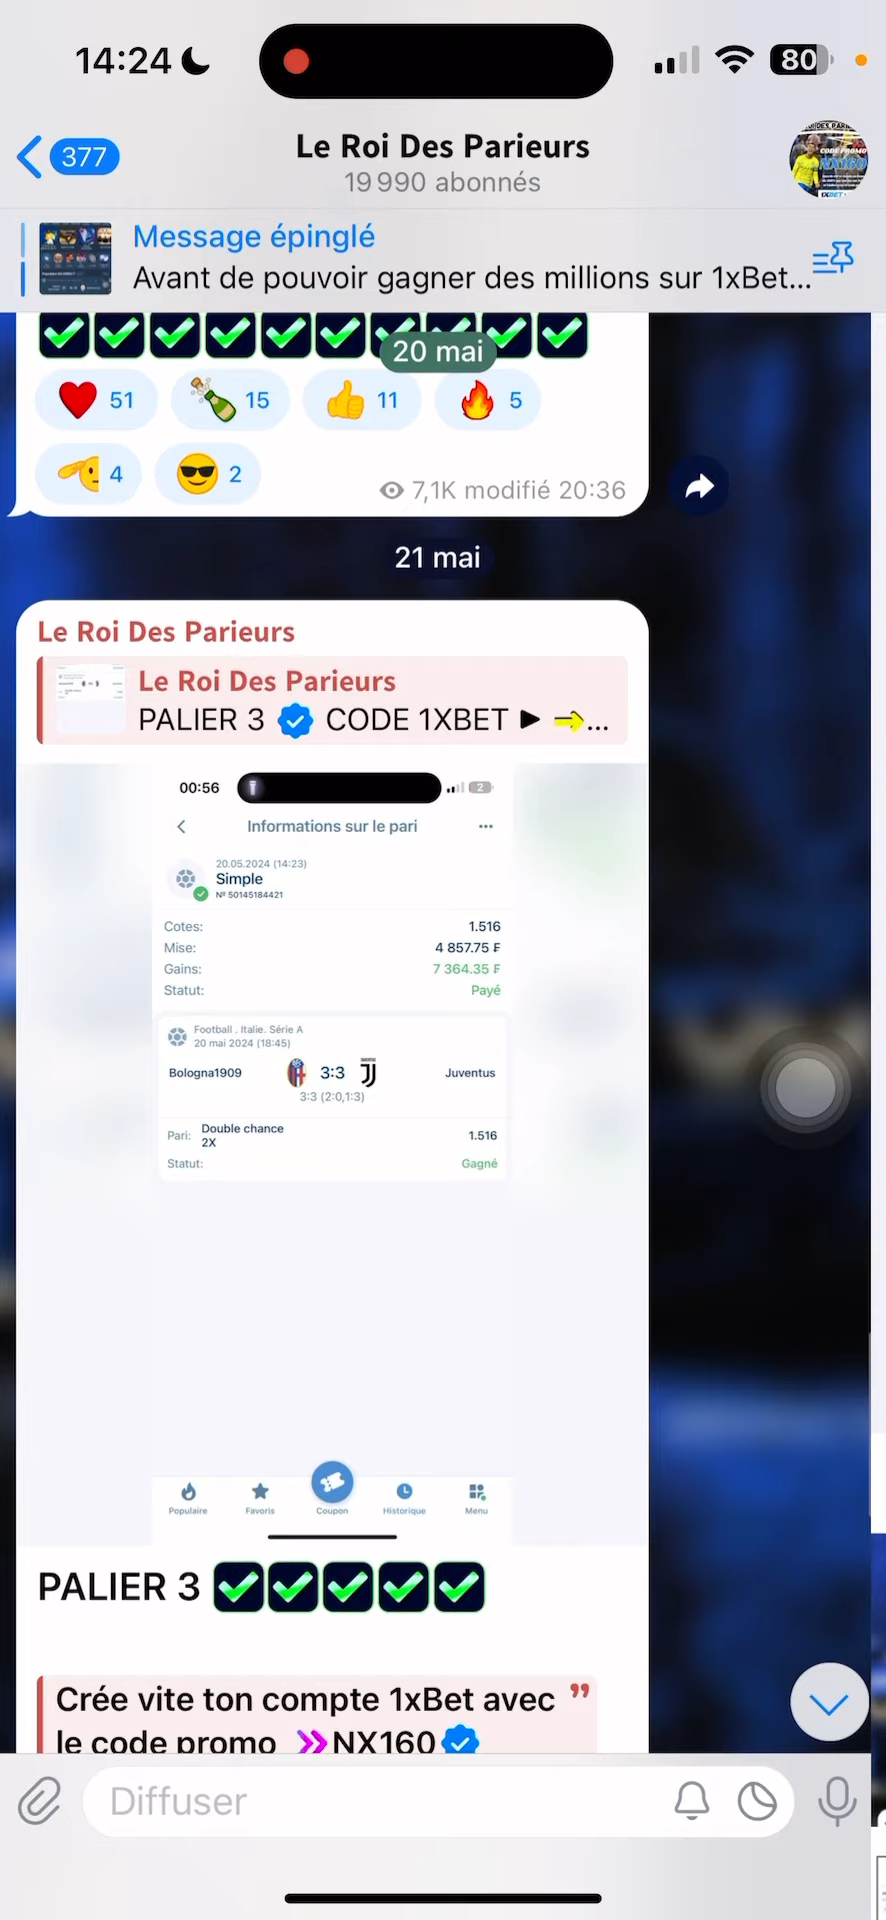 14:24
80
377
Le Roi Des Parieurs
19 990 abonnés
Message épinglé
Avant de pouvoir gagner des millions sur 1xBet...
20 mai
51
15
11
5
4
2
7,1K modifié 20:36
21 mai
Le Roi Des Parieurs
Le Roi Des Parieurs
PALIER 3 CODE 1XBET ...
00:56
2
Informations sur le pari
20.05.2024 (14:23)
Simple
№ 50145184421
Cotes: 1.516
Mise: 4 857.75 ₣
Gains: 7 364.35 ₣
Statut: Payé
Football . Italie. Série A
20 mai 2024 (18:45)
Bologna1909 3:3 Juventus
3:3 (2:0,1:3)
Pari: Double chance 2X 1.516
Statut: Gagné
Populaire Favoris Coupon Historique Menu
PALIER 3
Crée vite ton compte 1xBet avec
le code promo NX160
Diffuser